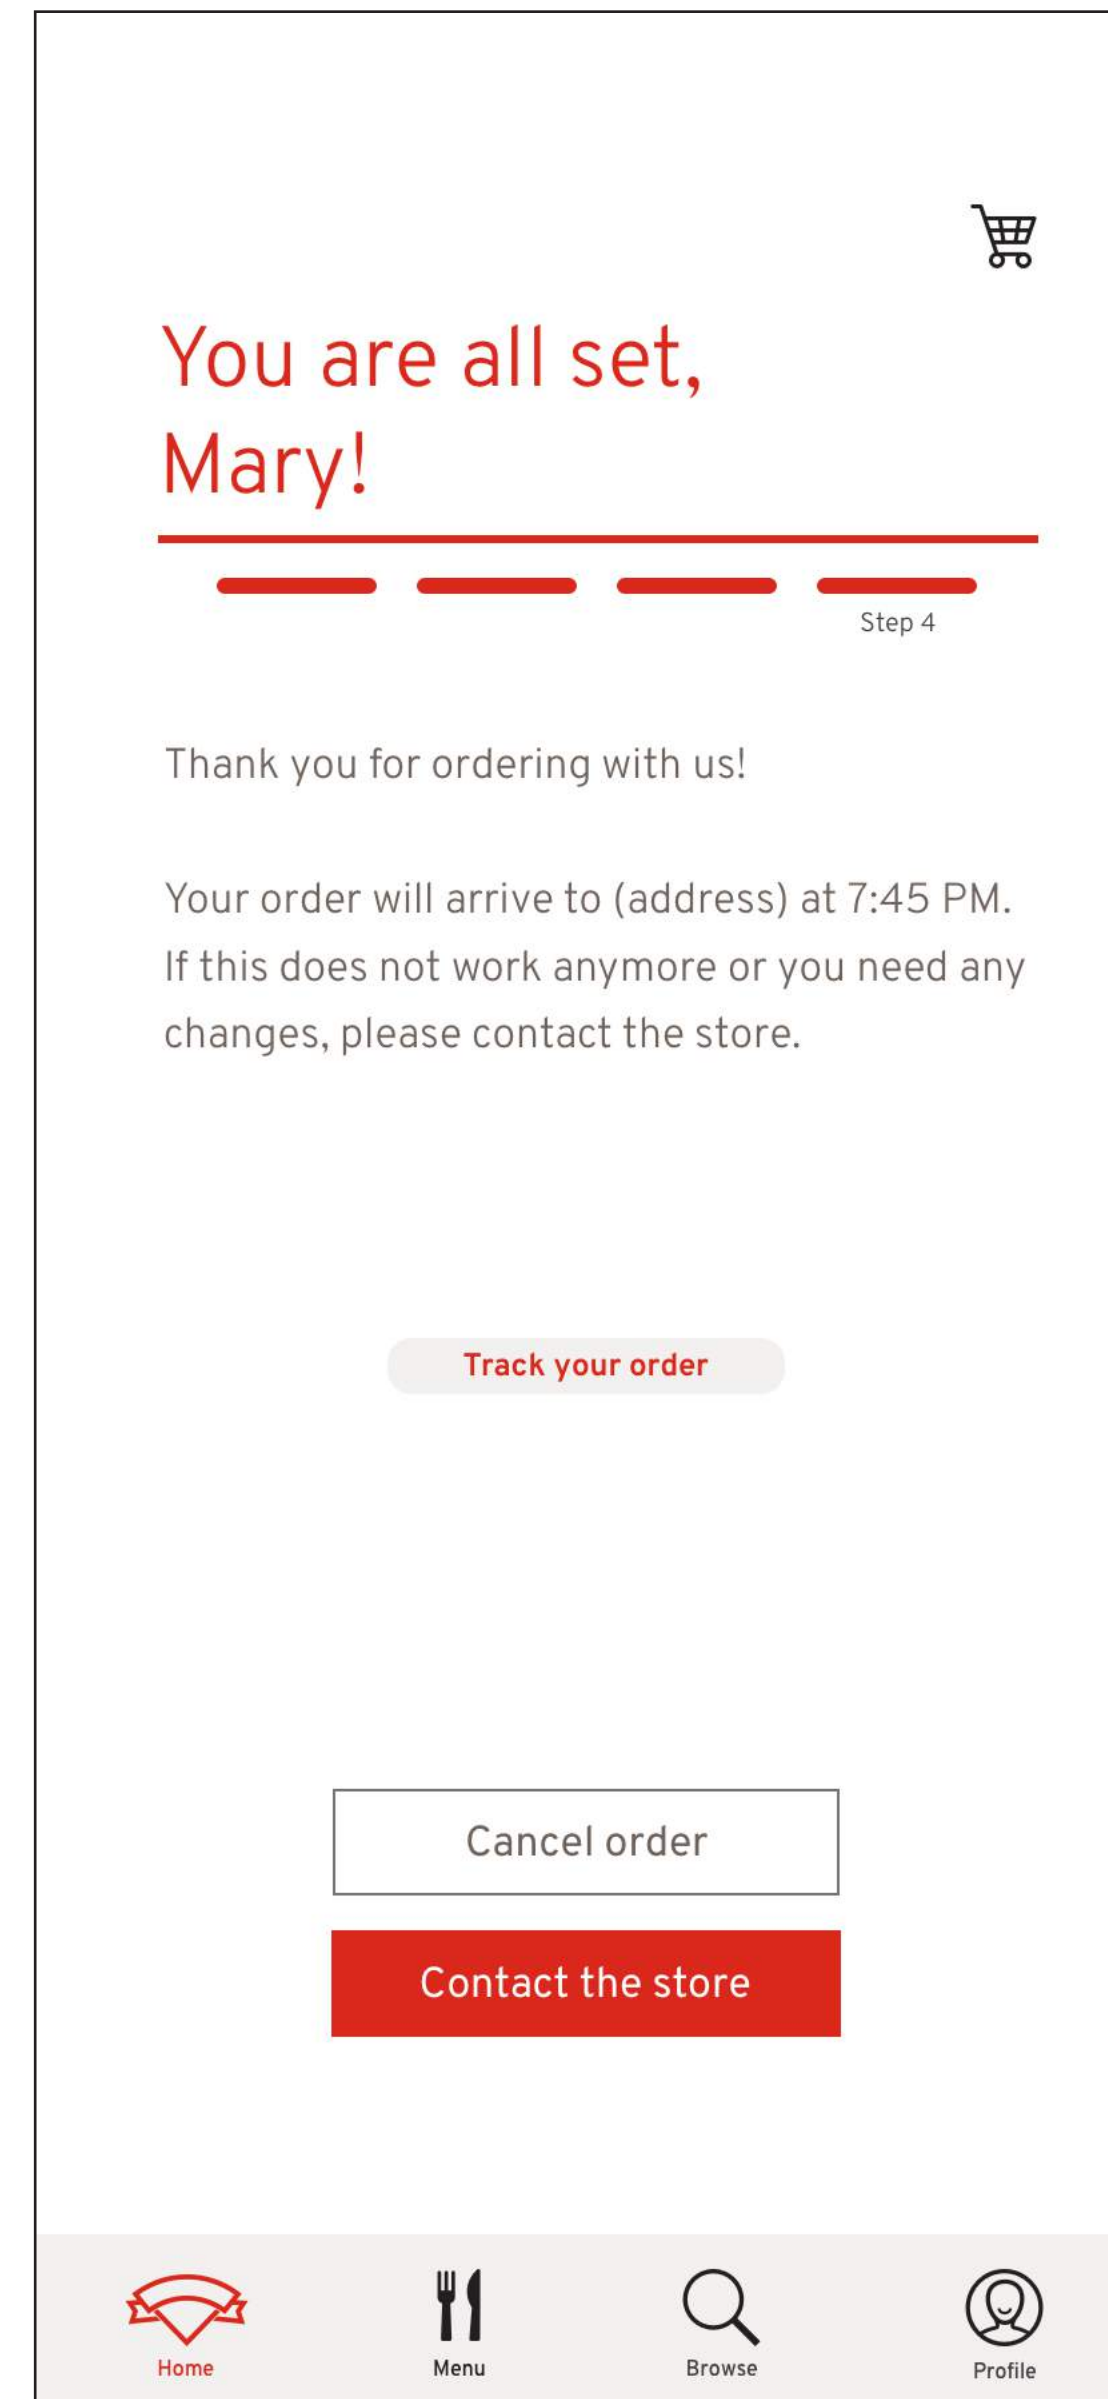 You are all set,
Mary!
Step 4
Thank you for ordering with us!
Your order will arrive to (address) at 7:45 PM.
If this does not work anymore or you need any
changes, please contact the store.
Track your order
Cancel order
Contact the store
Home
Menu
Browse
Profile